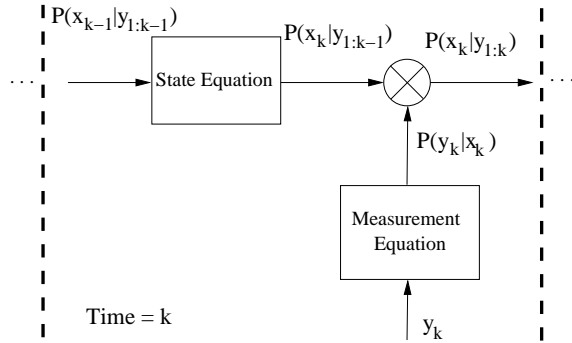 P(x_{k−1}|y_{1:k−1})
P(x_k|y_{1:k−1})
P(x_k|y_{1:k})
...
State Equation
...
P(y_k|x_k)
Measurement
Equation
Time = k
y_k